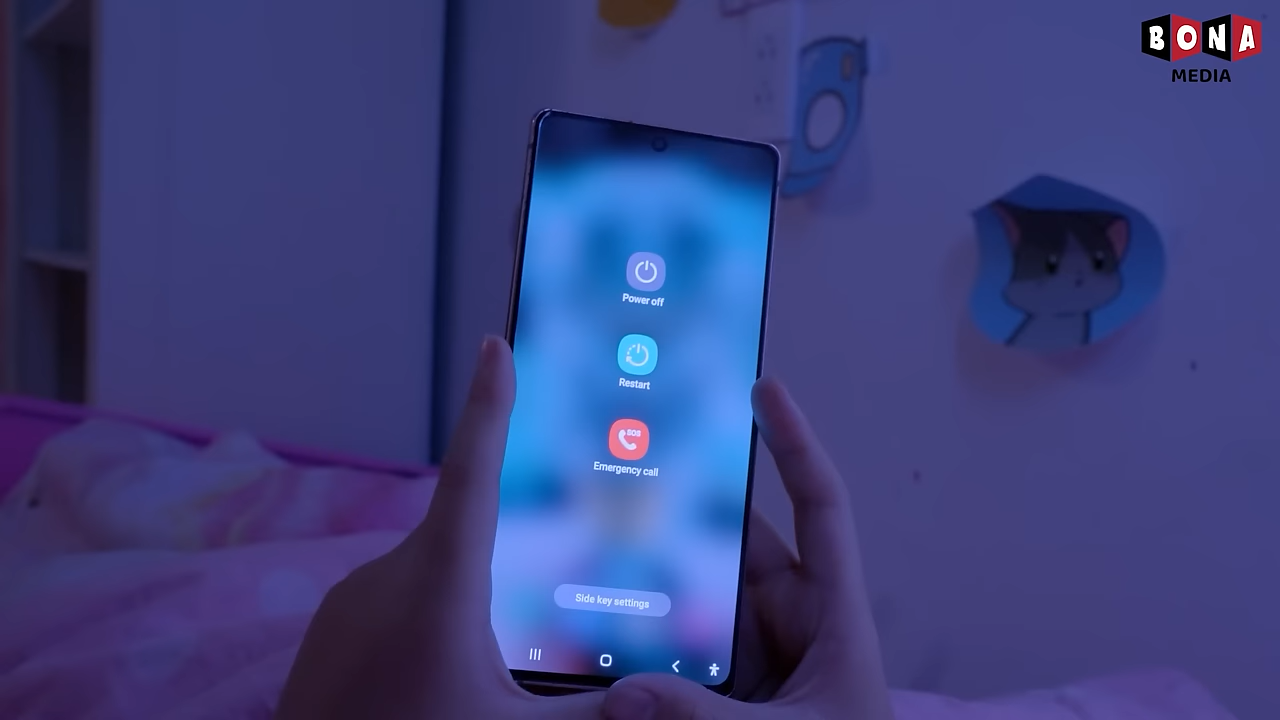 BONA
MEDIA
Power off
Restart
SOS
Emergency call
Side key settings